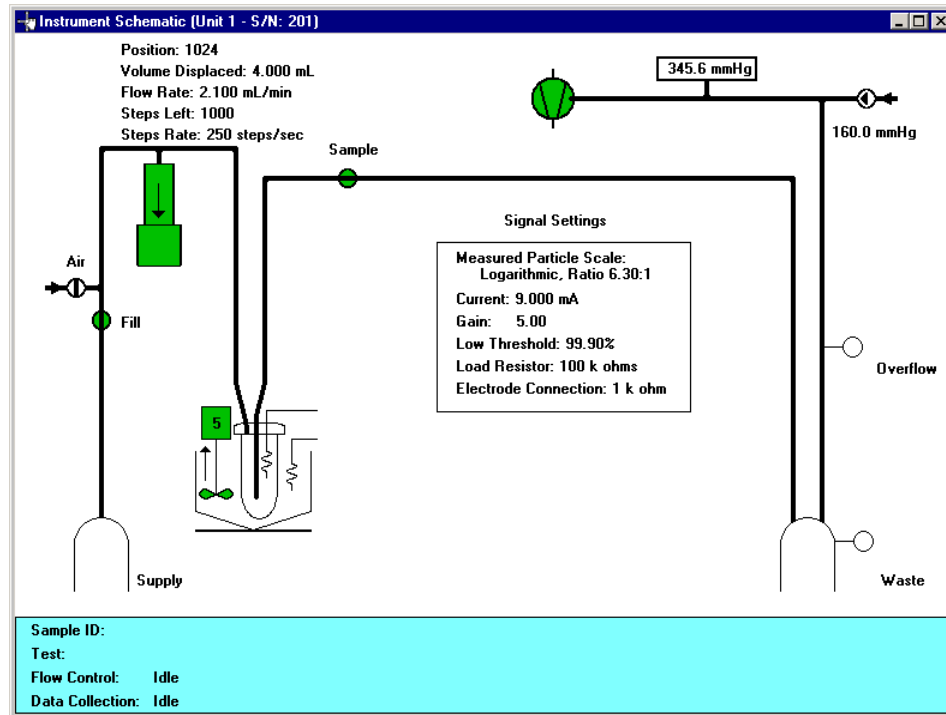 Instrument Schematic (Unit 1 - S/N: 201)
Position: 1024
Volume Displaced: 4.000 mL
Flow Rate: 2.100 mL/min
Steps Left: 1000
Steps Rate: 250 steps/sec
345.6 mmHg
160.0 mmHg
Sample
Air
Fill
Signal Settings
Measured Particle Scale:
Logarithmic, Ratio 6.30:1
Current: 9.000 mA
Gain: 5.00
Low Threshold: 99.90%
Load Resistor: 100 k ohms
Electrode Connection: 1 k ohm
Overflow
5
Supply
Waste
Sample ID:
Test:
Flow Control: Idle
Data Collection: Idle